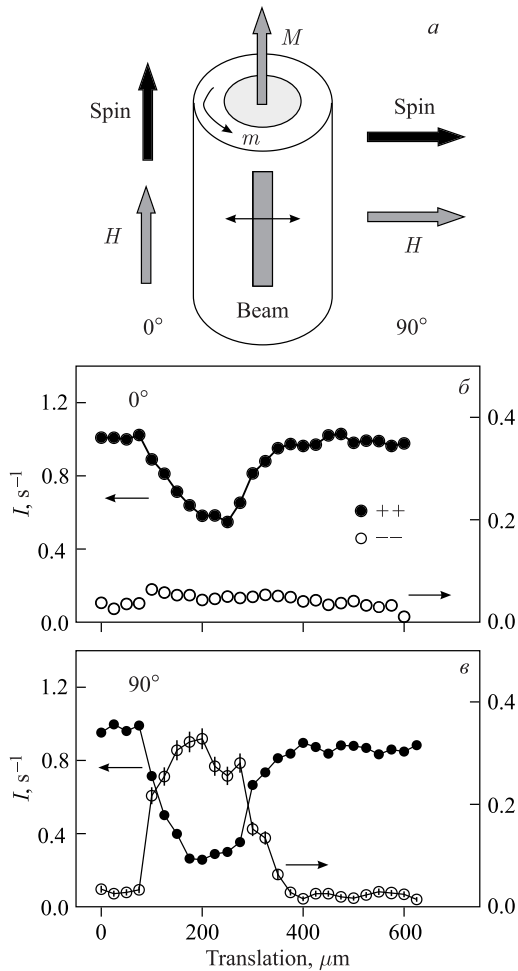 а
M
Spin
Spin
m
H
H
Beam
0°
90°
0°
б
1.2
0.4
0.8
++
0.2
−−
0.4
0.0
0.0
I, s⁻¹
90°
в
1.2
0.4
0.8
0.2
0.4
0.0
0.0
I, s⁻¹
0
200
400
600
Translation, μm